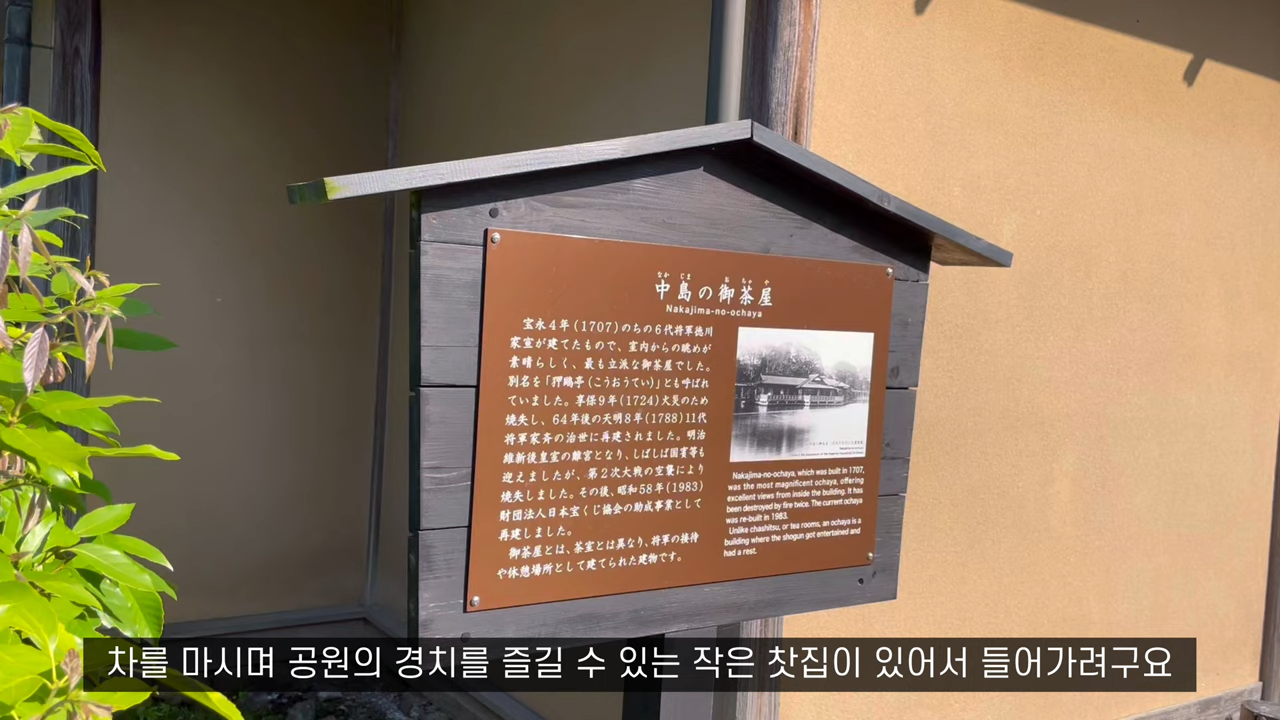 なか じま お ちゃ や
中島の御茶屋
Nakajima-no-ochaya
宝永4年(1707)のちの6代将軍徳川
家宣が建てたもので、室内からの眺めが
素晴らしく、最も立派な御茶屋でした。
別名を「狎鷗亭(こうおうてい)」とも呼ばれ
ていました。享保9年(1724)火災のため
焼失し、64年後の天明8年(1788)11代
将軍家斉の治世に再建されました。明治
維新後皇室の離宮となり、しばしば国賓等も
迎えましたが、第2次大戦の空襲により
焼失しました。その後、昭和58年(1983)
財団法人日本宝くじ協会の助成事業として
再建しました。
御茶屋とは、茶室とは異なり、将軍の接待
や休憩場所として建てられた建物です。
Nakajima-no-ochaya, which was built in 1707,
was the most magnificent ochaya, offering
excellent views from inside the building. It has
been destroyed by fire twice. The current ochaya
was re-built in 1983.
Unlike chashitsu, or tea rooms, an ochaya is a
building where the shogun got entertained and
had a rest.
차를 마시며 공원의 경치를 즐길 수 있는 작은 찻집이 있어서 들어가려구요